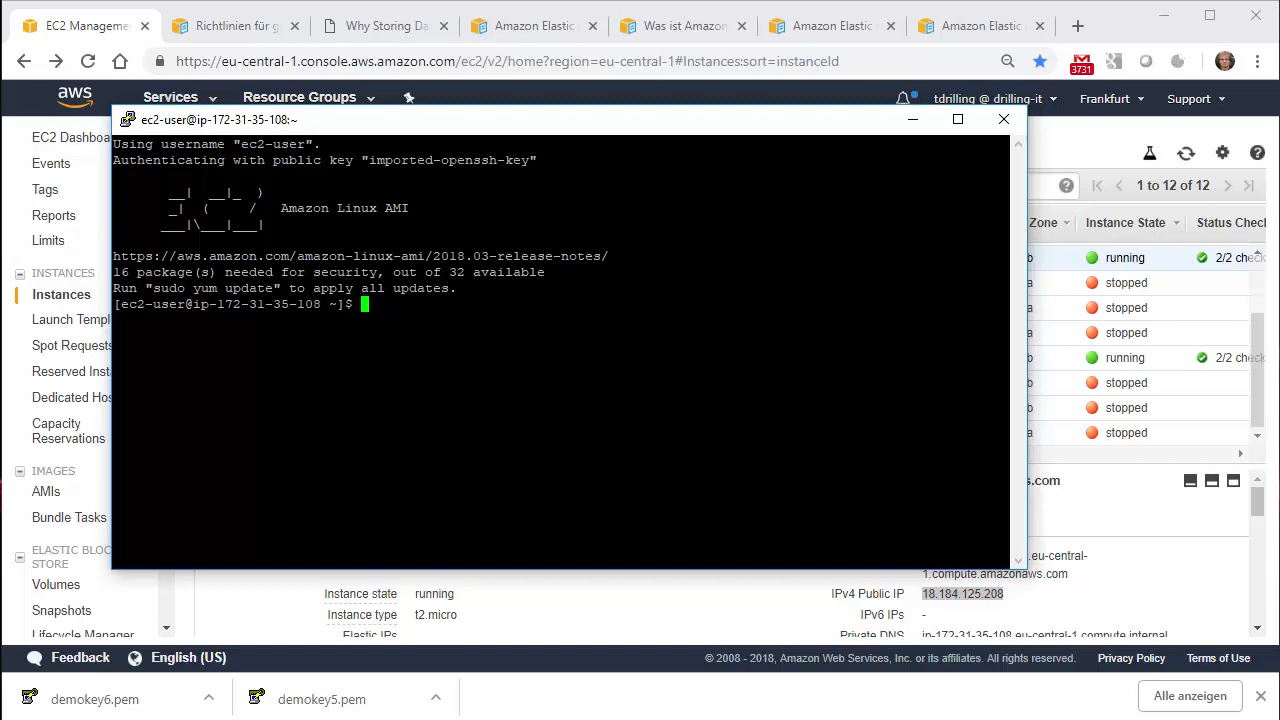 EC2 Manageme
Richtlinien für g
Why Storing Da
Amazon Elastic
Was ist Amazon
Amazon Elastic
Amazon Elastic
https://eu-central-1.console.aws.amazon.com/ec2/v2/home?region=eu-central-1#Instances:sort=instanceId
3731
aws
Services
Resource Groups
tdrilling @ drilling-it
Frankfurt
Support
EC2 Dashboa
Events
Tags
Reports
Limits
INSTANCES
Instances
Launch Templ
Spot Requests
Reserved Inst
Dedicated Hos
Capacity
Reservations
IMAGES
AMIs
Bundle Tasks
ELASTIC BLOC
STORE
Volumes
Snapshots
Lifecycle Manager
ec2-user@ip-172-31-35-108:~
Using username "ec2-user".
Authenticating with public key "imported-openssh-key"
__|  __|_  )
_|  (     /   Amazon Linux AMI
___|\___|___|
https://aws.amazon.com/amazon-linux-ami/2018.03-release-notes/
16 package(s) needed for security, out of 32 available
Run "sudo yum update" to apply all updates.
[ec2-user@ip-172-31-35-108 ~]$
1 to 12 of 12
Zone
Instance State
Status Check
b running 2/2 check
a stopped
a stopped
a stopped
b running 2/2 check
b stopped
b stopped
a stopped
s.com
.eu-central-
1.compute.amazonaws.com
Instance state running
IPv4 Public IP 18.184.125.208
Instance type t2.micro
IPv6 IPs -
Elastic IPs
Private DNS ip-172-31-35-108.eu-central-1.compute.internal
Feedback
English (US)
© 2008 - 2018, Amazon Web Services, Inc. or its affiliates. All rights reserved.
Privacy Policy
Terms of Use
demokey6.pem
demokey5.pem
Alle anzeigen